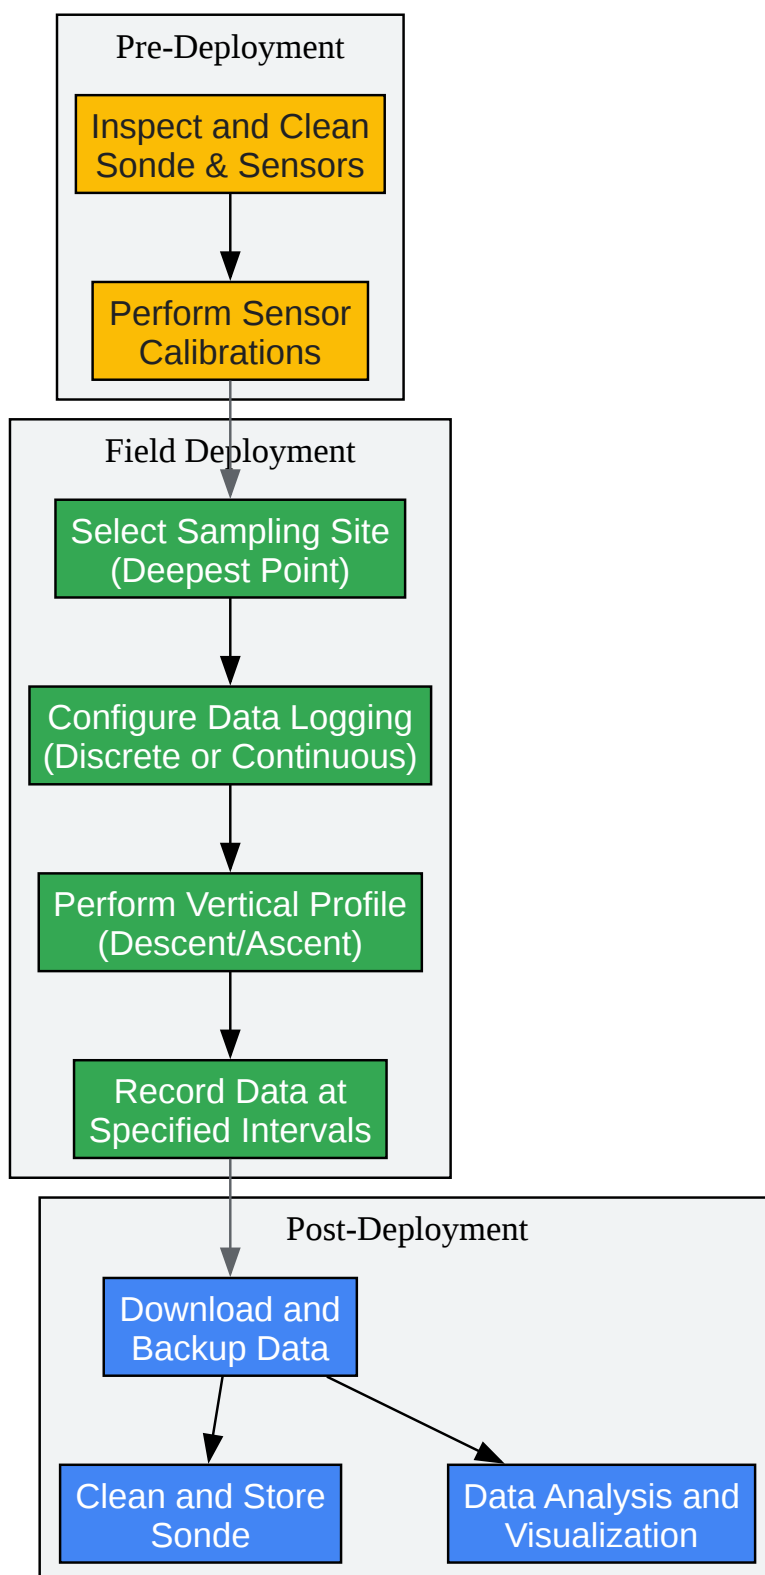 Pre-Deployment
Inspect and Clean
Sonde & Sensors
Perform Sensor
Calibrations
Field Deployment
Select Sampling Site
(Deepest Point)
Configure Data Logging
(Discrete or Continuous)
Perform Vertical Profile
(Descent/Ascent)
Record Data at
Specified Intervals
Post-Deployment
Download and
Backup Data
Clean and Store
Sonde
Data Analysis and
Visualization